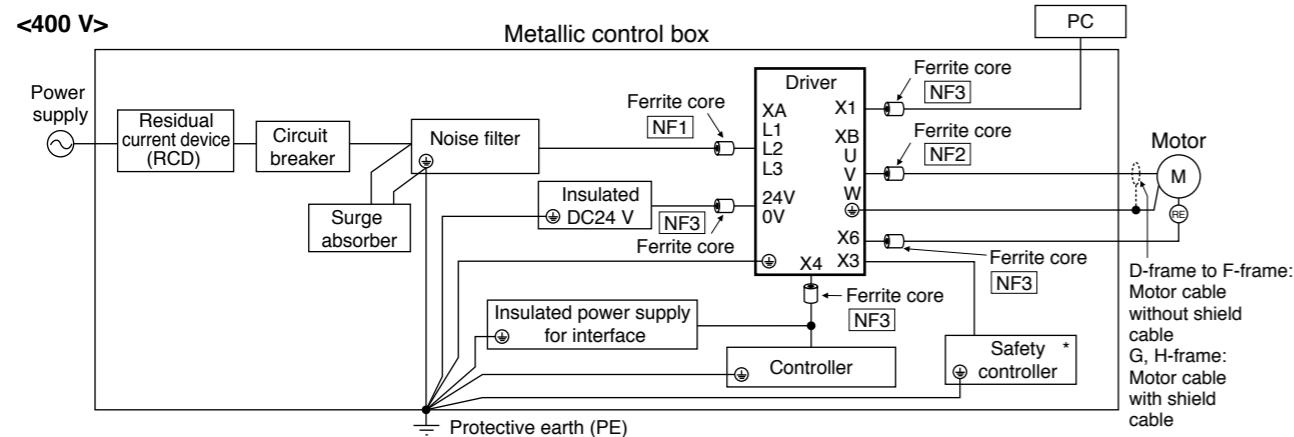 <400 V>
Metallic control box
PC
Power
supply
Residual
current device
(RCD)
Circuit
breaker
Noise filter
Surge
absorber
Insulated
DC24 V
Ferrite core
NF1
NF3
Ferrite core
Driver
XA
L1
L2
L3
24V
0V
X1
XB
U
V
W
X6
X4
X3
Ferrite core
NF3
Ferrite core
NF2
Motor
M
RE
Ferrite core
NF3
Ferrite core
NF3
Insulated power supply
for interface
Controller
Safety *
controller
D-frame to F-frame:
Motor cable
without shield
cable
G, H-frame:
Motor cable
with shield
cable
Protective earth (PE)